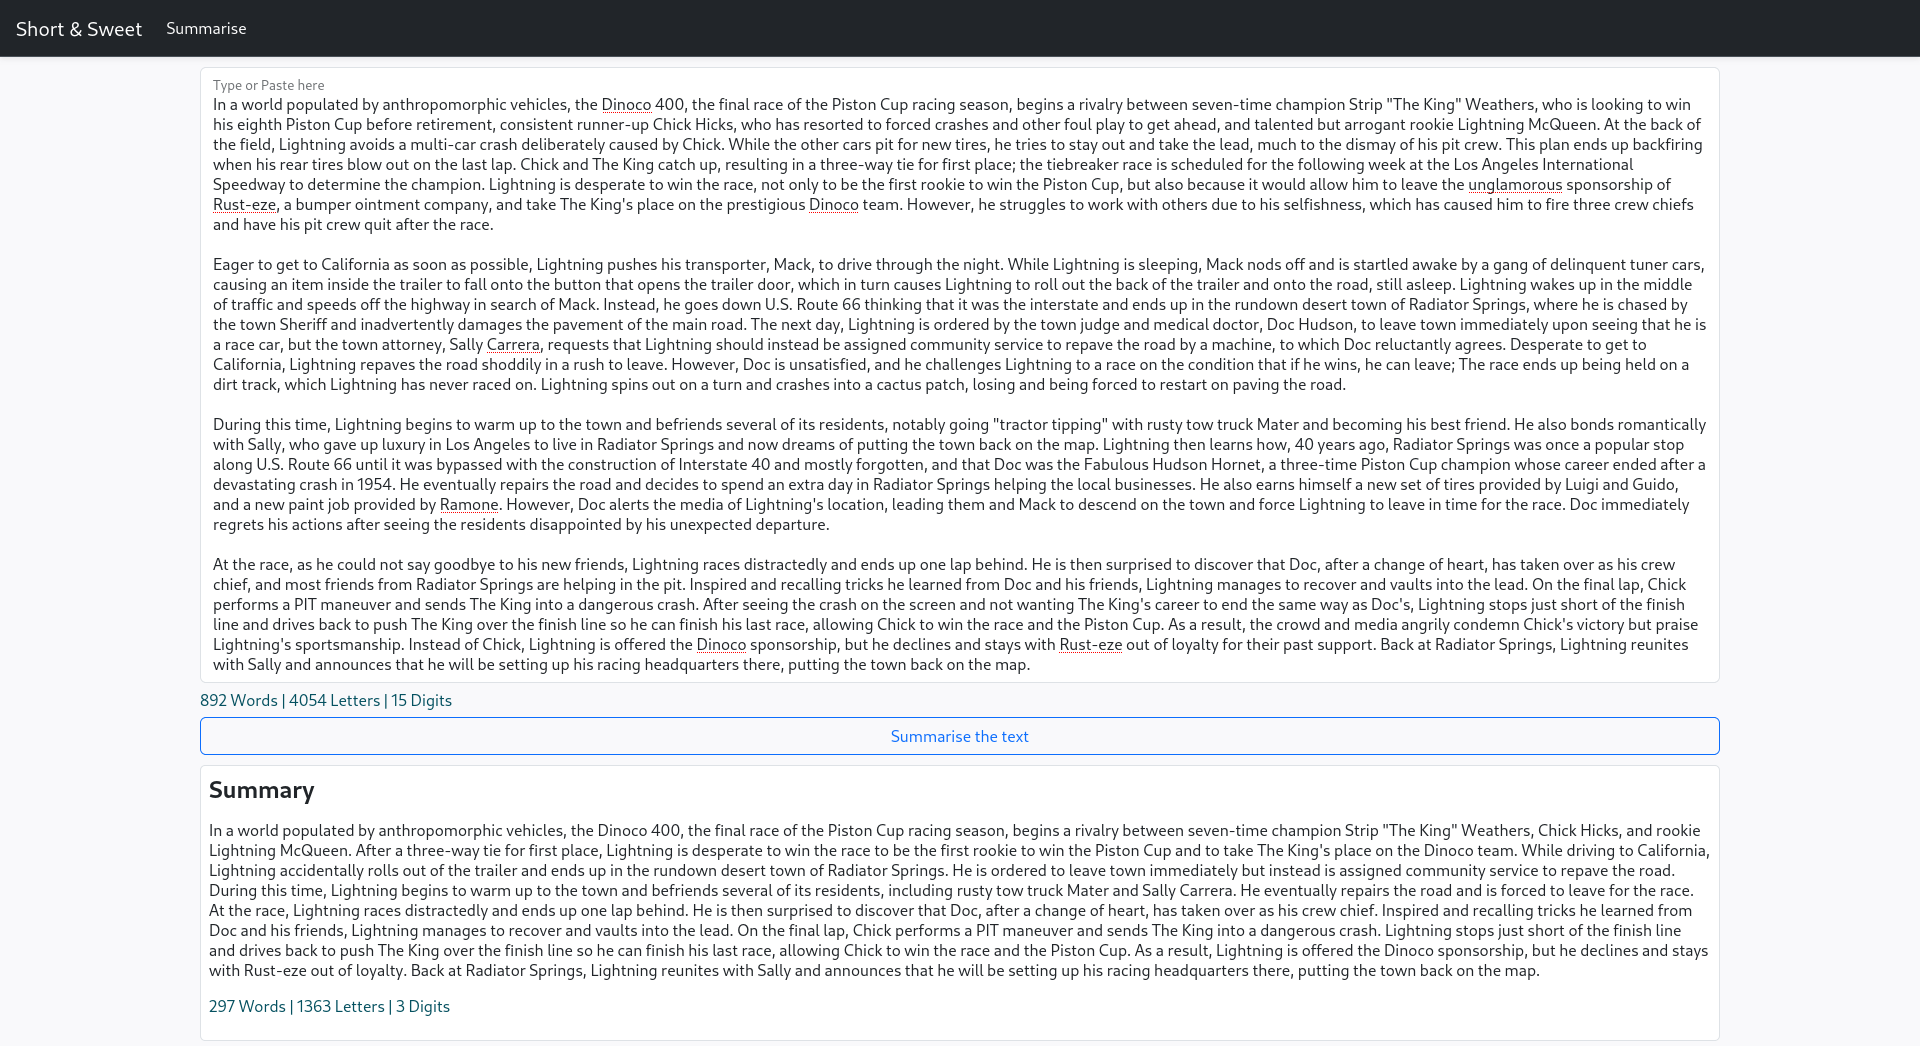 Short & Sweet Summarise
Type or Paste here
In a world populated by anthropomorphic vehicles, the Dinoco 400, the final race of the Piston Cup racing season, begins a rivalry between seven-time champion Strip "The King" Weathers, who is looking to win
his eighth Piston Cup before retirement, consistent runner-up Chick Hicks, who has resorted to forced crashes and other foul play to get ahead, and talented but arrogant rookie Lightning McQueen. At the back of
the field, Lightning avoids a multi-car crash deliberately caused by Chick. While the other cars pit for new tires, he tries to stay out and take the lead, much to the dismay of his pit crew. This plan ends up backfiring
when his rear tires blow out on the last lap. Chick and The King catch up, resulting in a three-way tie for first place; the tiebreaker race is scheduled for the following week at the Los Angeles International
Speedway to determine the champion. Lightning is desperate to win the race, not only to be the first rookie to win the Piston Cup, but also because it would allow him to leave the unglamorous sponsorship of
Rust-eze, a bumper ointment company, and take The King's place on the prestigious Dinoco team. However, he struggles to work with others due to his selfishness, which has caused him to fire three crew chiefs
and have his pit crew quit after the race.
Eager to get to California as soon as possible, Lightning pushes his transporter, Mack, to drive through the night. While Lightning is sleeping, Mack nods off and is startled awake by a gang of delinquent tuner cars,
causing an item inside the trailer to fall onto the button that opens the trailer door, which in turn causes Lightning to roll out the back of the trailer and onto the road, still asleep. Lightning wakes up in the middle
of traffic and speeds off the highway in search of Mack. Instead, he goes down U.S. Route 66 thinking that it was the interstate and ends up in the rundown desert town of Radiator Springs, where he is chased by
the town Sheriff and inadvertently damages the pavement of the main road. The next day, Lightning is ordered by the town judge and medical doctor, Doc Hudson, to leave town immediately upon seeing that he is
a race car, but the town attorney, Sally Carrera, requests that Lightning should instead be assigned community service to repave the road by a machine, to which Doc reluctantly agrees. Desperate to get to
California, Lightning repaves the road shoddily in a rush to leave. However, Doc is unsatisfied, and he challenges Lightning to a race on the condition that if he wins, he can leave; The race ends up being held on a
dirt track, which Lightning has never raced on. Lightning spins out on a turn and crashes into a cactus patch, losing and being forced to restart on paving the road.
During this time, Lightning begins to warm up to the town and befriends several of its residents, notably going "tractor tipping" with rusty tow truck Mater and becoming his best friend. He also bonds romantically
with Sally, who gave up luxury in Los Angeles to live in Radiator Springs and now dreams of putting the town back on the map. Lightning then learns how, 40 years ago, Radiator Springs was once a popular stop
along U.S. Route 66 until it was bypassed with the construction of Interstate 40 and mostly forgotten, and that Doc was the Fabulous Hudson Hornet, a three-time Piston Cup champion whose career ended after a
devastating crash in 1954. He eventually repairs the road and decides to spend an extra day in Radiator Springs helping the local businesses. He also earns himself a new set of tires provided by Luigi and Guido,
and a new paint job provided by Ramone. However, Doc alerts the media of Lightning's location, leading them and Mack to descend on the town and force Lightning to leave in time for the race. Doc immediately
regrets his actions after seeing the residents disappointed by his unexpected departure.
At the race, as he could not say goodbye to his new friends, Lightning races distractedly and ends up one lap behind. He is then surprised to discover that Doc, after a change of heart, has taken over as his crew
chief, and most friends from Radiator Springs are helping in the pit. Inspired and recalling tricks he learned from Doc and his friends, Lightning manages to recover and vaults into the lead. On the final lap, Chick
performs a PIT maneuver and sends The King into a dangerous crash. After seeing the crash on the screen and not wanting The King's career to end the same way as Doc's, Lightning stops just short of the finish
line and drives back to push The King over the finish line so he can finish his last race, allowing Chick to win the race and the Piston Cup. As a result, the crowd and media angrily condemn Chick's victory but praise
Lightning's sportsmanship. Instead of Chick, Lightning is offered the Dinoco sponsorship, but he declines and stays with Rust-eze out of loyalty for their past support. Back at Radiator Springs, Lightning reunites
with Sally and announces that he will be setting up his racing headquarters there, putting the town back on the map.
892 Words | 4054 Letters | 15 Digits
Summarise the text
Summary
In a world populated by anthropomorphic vehicles, the Dinoco 400, the final race of the Piston Cup racing season, begins a rivalry between seven-time champion Strip "The King" Weathers, Chick Hicks, and rookie
Lightning McQueen. After a three-way tie for first place, Lightning is desperate to win the race to be the first rookie to win the Piston Cup and to take The King's place on the Dinoco team. While driving to California,
Lightning accidentally rolls out of the trailer and ends up in the rundown desert town of Radiator Springs. He is ordered to leave town immediately but instead is assigned community service to repave the road.
During this time, Lightning begins to warm up to the town and befriends several of its residents, including rusty tow truck Mater and Sally Carrera. He eventually repairs the road and is forced to leave for the race.
At the race, Lightning races distractedly and ends up one lap behind. He is then surprised to discover that Doc, after a change of heart, has taken over as his crew chief. Inspired and recalling tricks he learned from
Doc and his friends, Lightning manages to recover and vaults into the lead. On the final lap, Chick performs a PIT maneuver and sends The King into a dangerous crash. Lightning stops just short of the finish line
and drives back to push The King over the finish line so he can finish his last race, allowing Chick to win the race and the Piston Cup. As a result, Lightning is offered the Dinoco sponsorship, but he declines and stays
with Rust-eze out of loyalty. Back at Radiator Springs, Lightning reunites with Sally and announces that he will be setting up his racing headquarters there, putting the town back on the map.
297 Words | 1363 Letters | 3 Digits